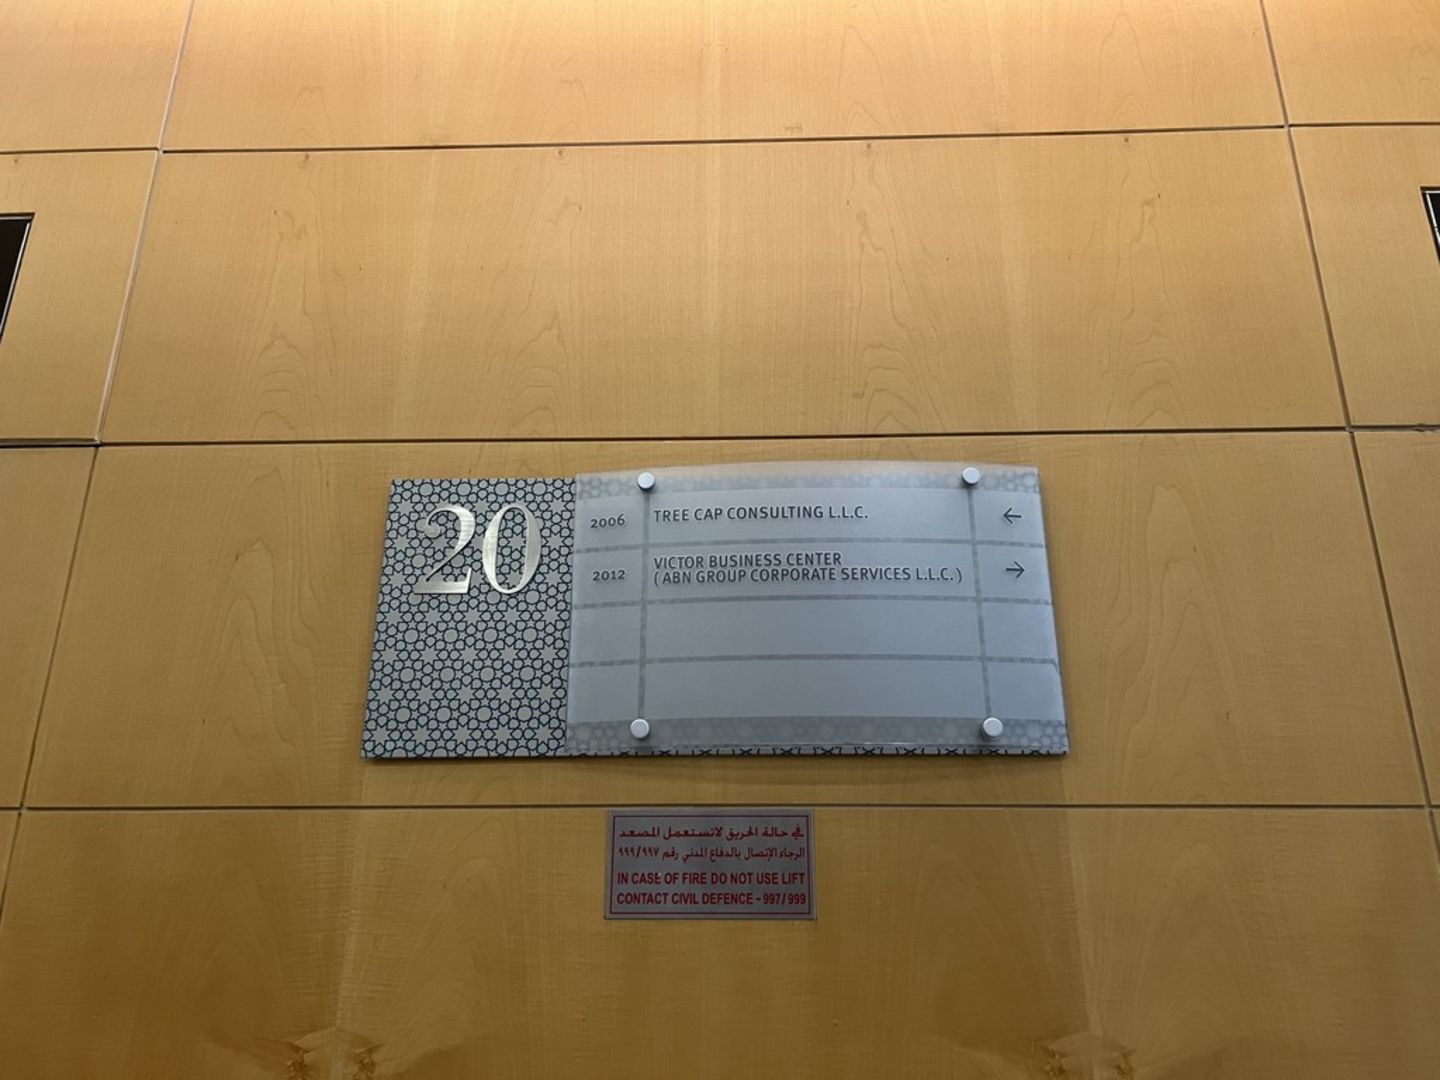 20
2006 TREE CAP CONSULTING L.L.C. ←
2012 VICTOR BUSINESS CENTER
( ABN GROUP CORPORATE SERVICES L.L.C. ) →
في حالة الحريق لاتستعمل المصعد
الرجاء الإتصال بالدفاع المدني رقم ٩٩٩/٩٩٧
IN CASE OF FIRE DO NOT USE LIFT
CONTACT CIVIL DEFENCE - 997/999